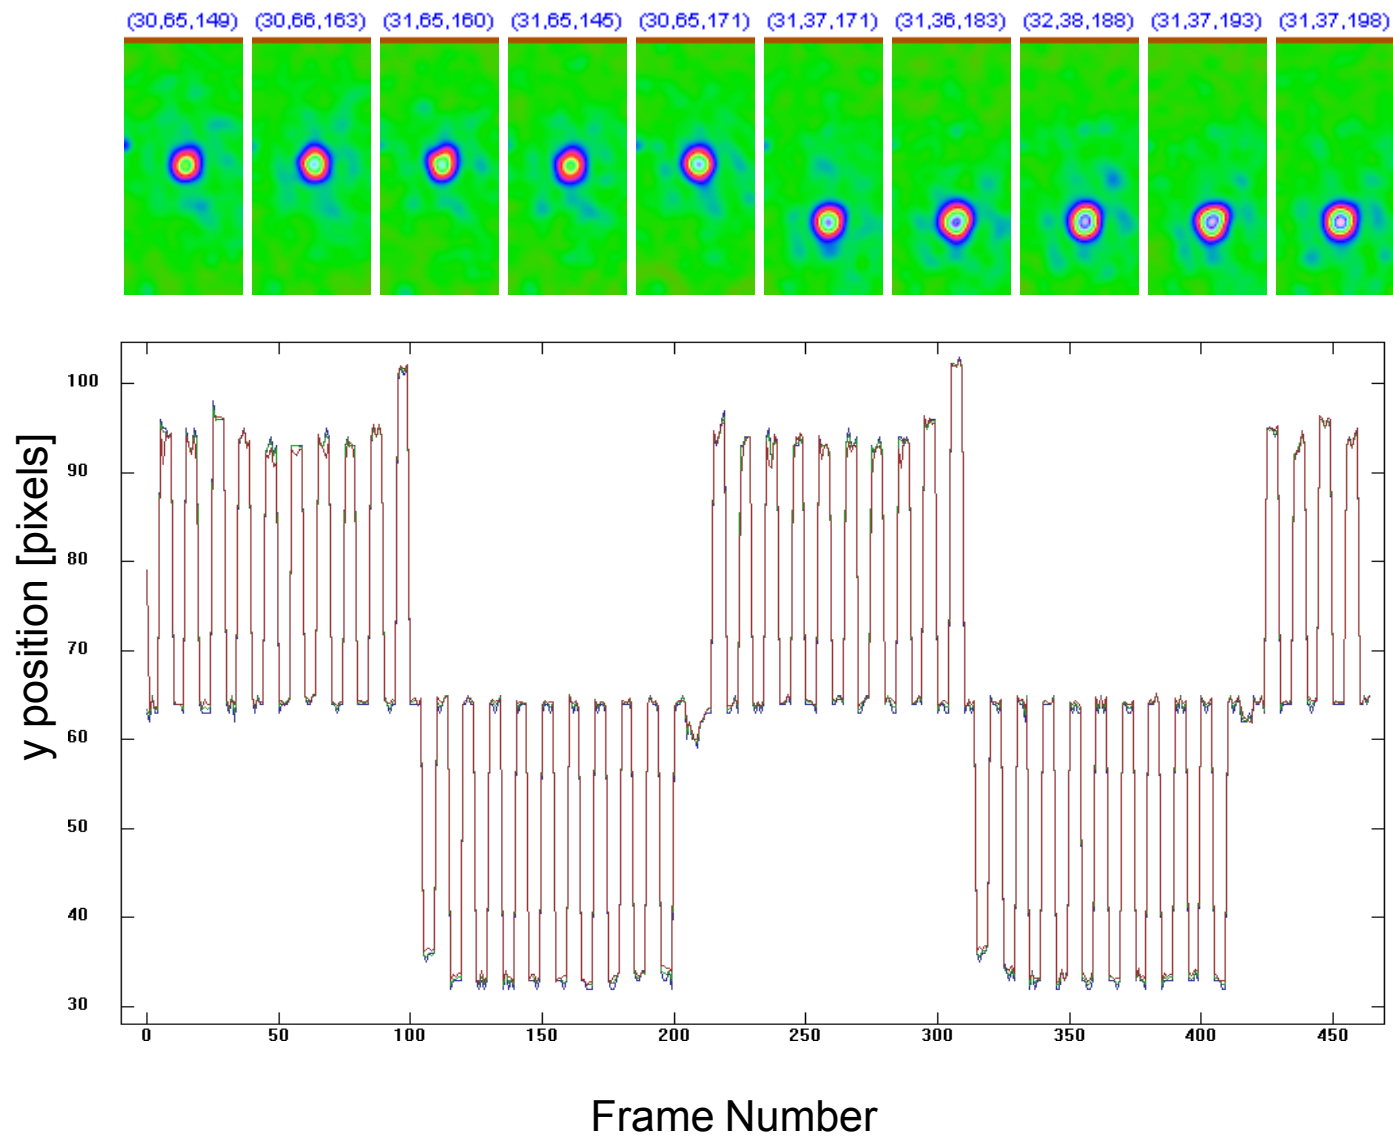 (30,65,149) (30,66,163) (31,65,160) (31,65,145) (30,65,171) (31,37,171) (31,36,183) (32,38,188) (31,37,193) (31,37,198)
y position [pixels]
100
90
80
70
60
50
40
30
0 50 100 150 200 250 300 350 400 450
Frame Number